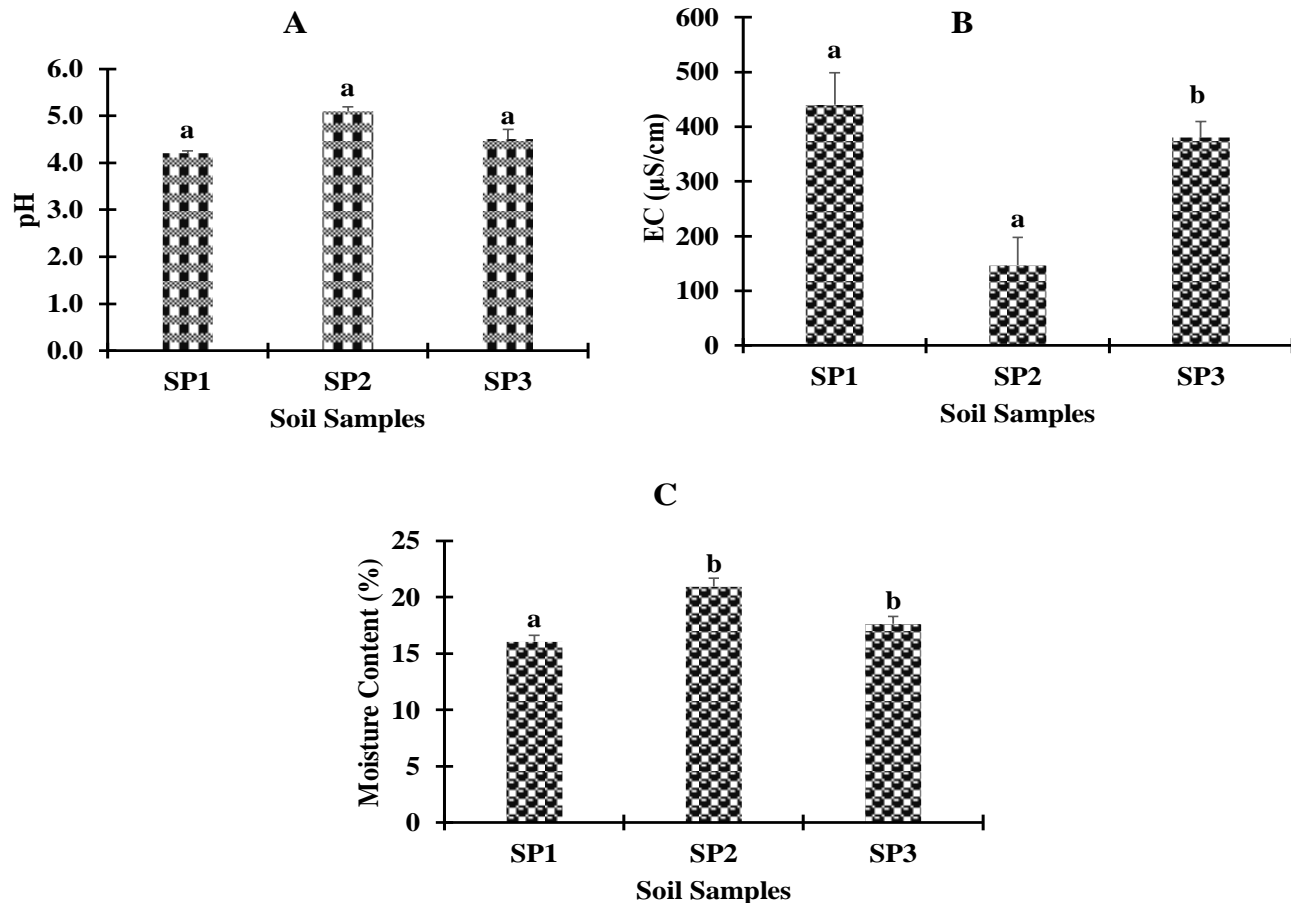 A
6.0
5.0
4.0
3.0
2.0
1.0
0.0
pH
a
a
a
SP1 SP2 SP3
Soil Samples
B
600
500
400
300
200
100
0
EC (µS/cm)
a
a
b
SP1 SP2 SP3
Soil Samples
C
25
20
15
10
5
0
Moisture Content (%)
a
b
b
SP1 SP2 SP3
Soil Samples